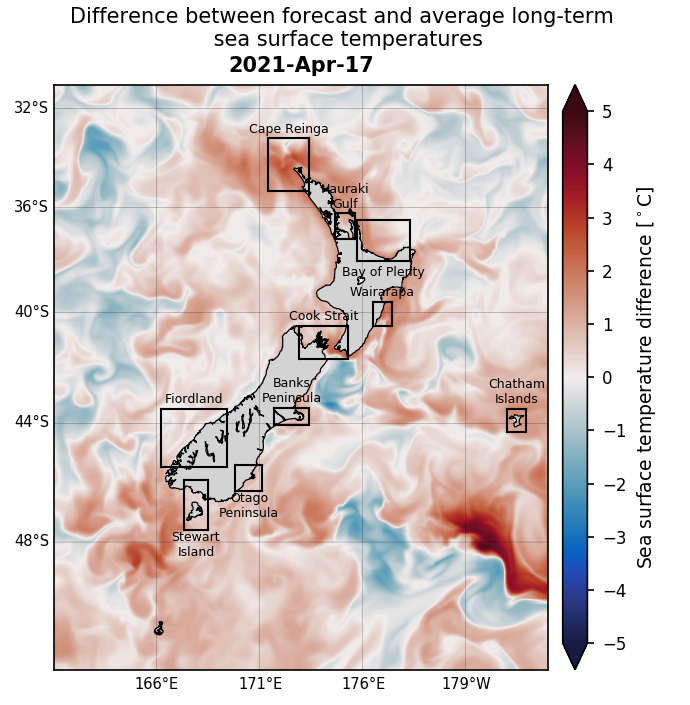 Difference between forecast and average long-term
sea surface temperatures
2021-Apr-17
32°S
36°S
40°S
44°S
48°S
Cape Reinga
Hauraki
Gulf
Bay of Plenty
Wairarapa
Cook Strait
Banks
Peninsula
Fiordland
Chatham
Islands
Otago
Peninsula
Stewart
Island
166°E
171°E
176°E
179°W
5
4
3
2
1
0
−1
−2
−3
−4
−5
Sea surface temperature difference [°C]